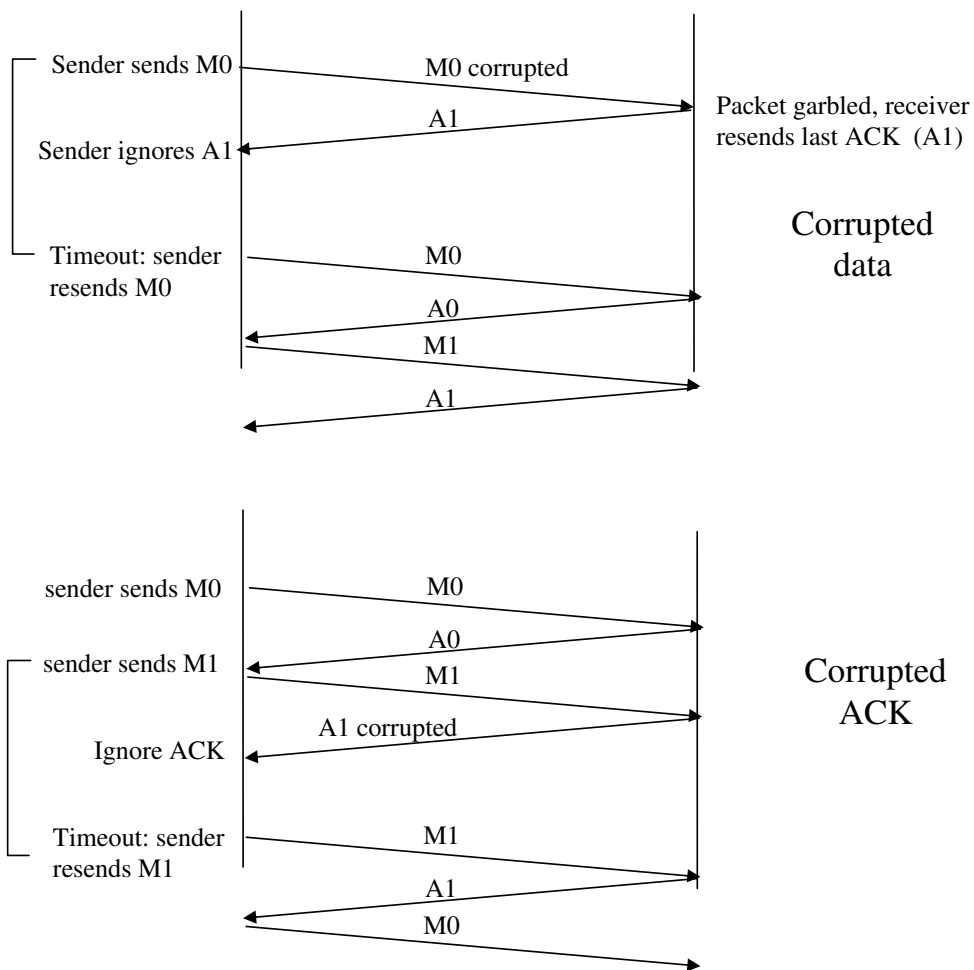 Sender sends M0
M0 corrupted
Packet garbled, receiver
resends last ACK (A1)
A1
Sender ignores A1
Corrupted
data
Timeout: sender
resends M0
M0
A0
M1
A1
sender sends M0
M0
A0
sender sends M1
M1
Corrupted
ACK
A1 corrupted
Ignore ACK
Timeout: sender
resends M1
M1
A1
M0